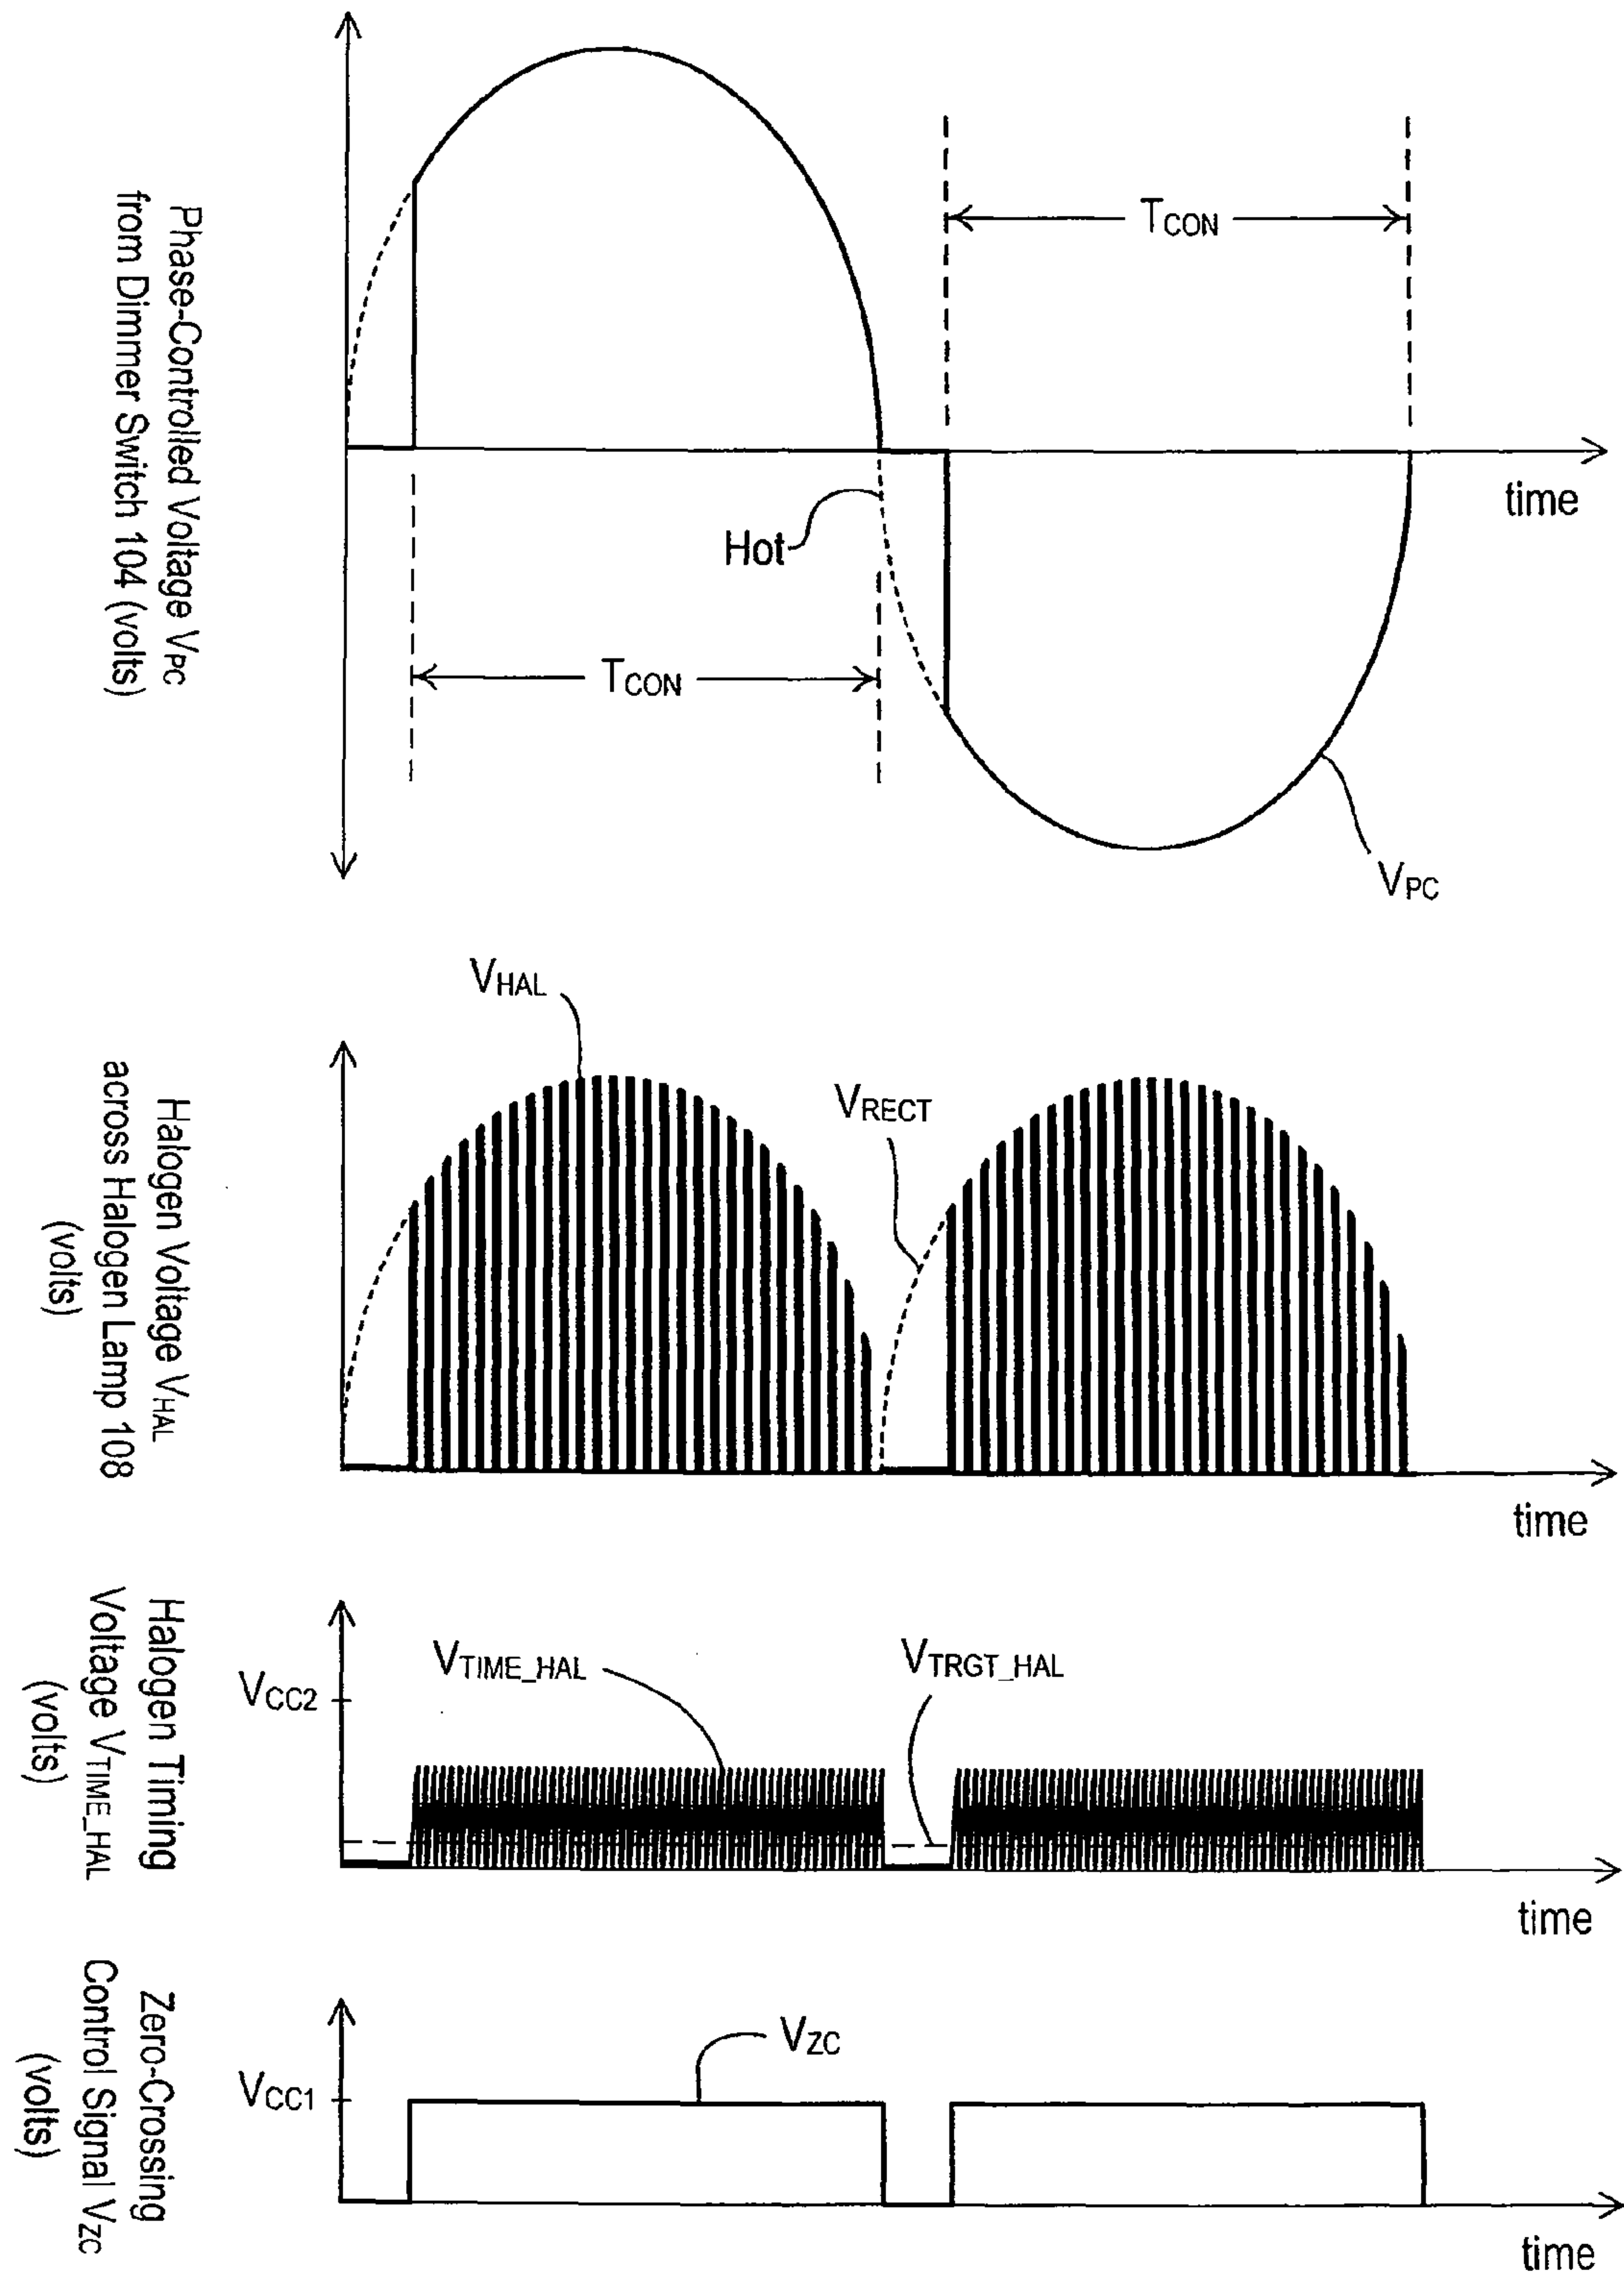 Phase-Controlled Voltage VPC
from Dimmer Switch 104 (volts)
TCON
time
Hot
TCON
VPC
Halogen Voltage VHAL
across Halogen Lamp 108
(volts)
VHAL
VRECT
time
Halogen Timing
Voltage VTIME_HAL
(volts)
VCC2
VTIME_HAL
VTRGT_HAL
time
Zero-Crossing
Control Signal VZC
(volts)
VCC1
VZC
time